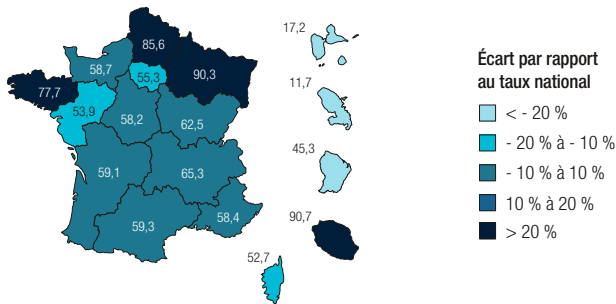 85,6
58,7
55,3
90,3
77,7
53,9
58,2
62,5
59,1
65,3
59,3
58,4
52,7
17,2
11,7
45,3
90,7
Écart par rapport
au taux national
< - 20 %
- 20 % à - 10 %
- 10 % à 10 %
10 % à 20 %
> 20 %